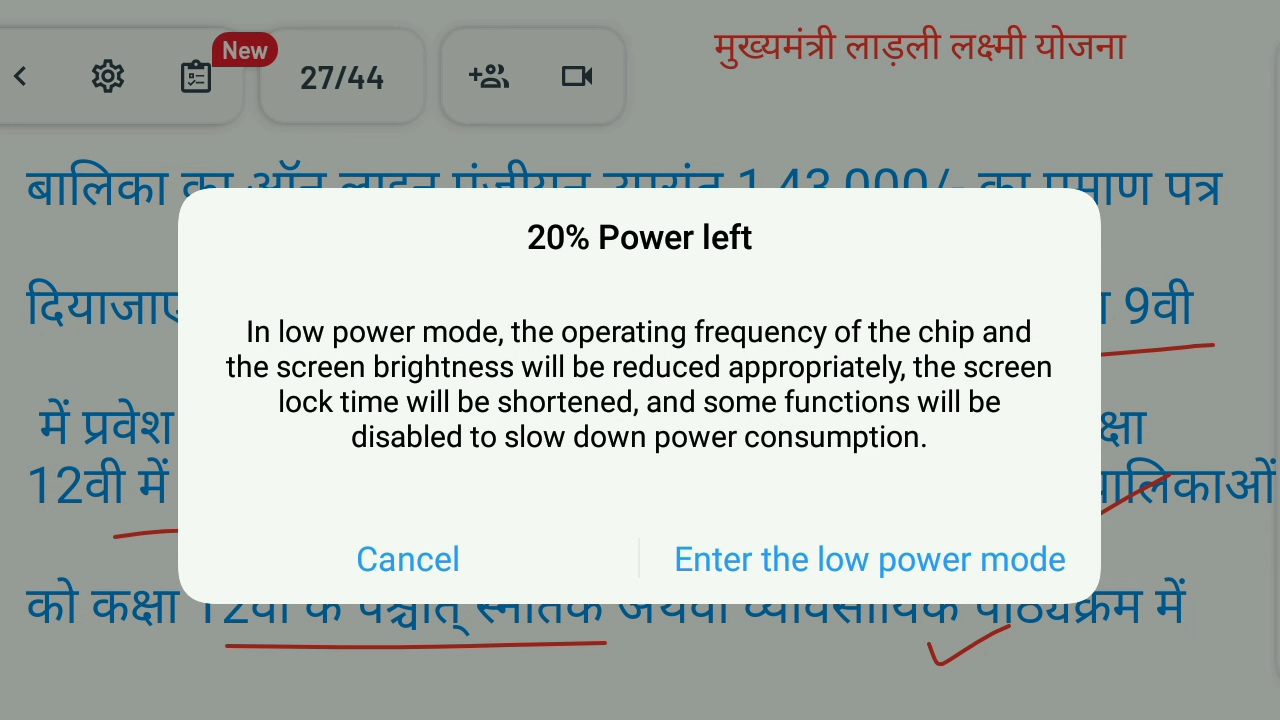 New
27/44
मुख्यमंत्री लाड़ली लक्ष्मी योजना
बालिका का ऑन लाइन पंजीयन उपरांत 1,43,000/- का प्रमाण पत्र
20% Power left
दियाजाए 9वी
In low power mode, the operating frequency of the chip and
the screen brightness will be reduced appropriately, the screen
lock time will be shortened, and some functions will be
disabled to slow down power consumption.
में प्रवेश
12वी में बालिकाओं
Cancel
Enter the low power mode
को कक्षा 12वी के पश्चात् स्नातक अथवा व्यावसायिक पाठ्यक्रम में